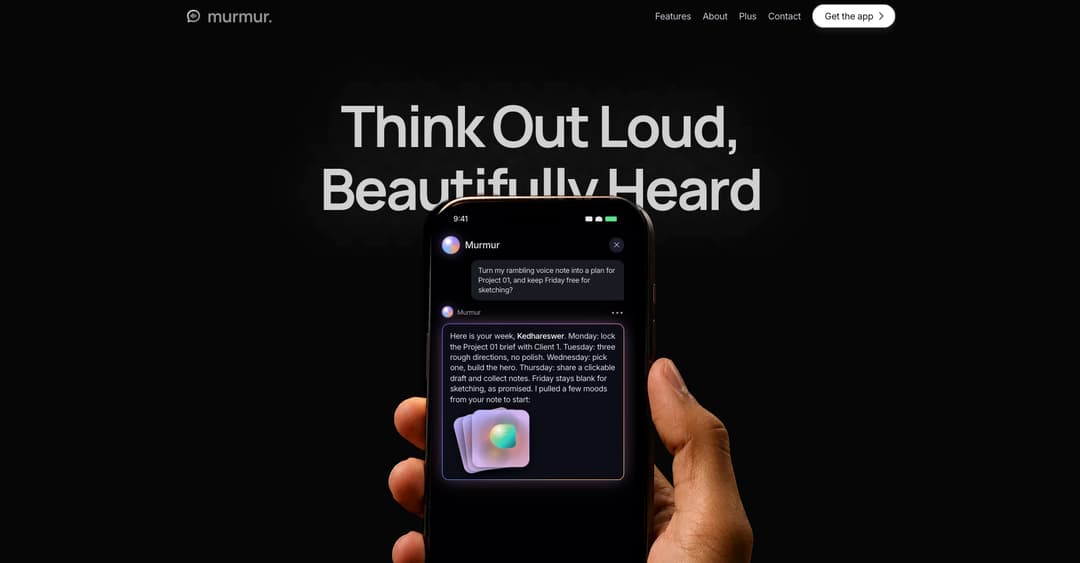 murmur.
Features About Plus Contact Get the app
Think Out Loud,
Beautifully Heard
9:41
Murmur
Turn my rambling voice note into a plan for
Project 01, and keep Friday free for
sketching?
Murmur
Here is your week, Kedhareswer. Monday: lock
the Project 01 brief with Client 1. Tuesday: three
rough directions, no polish. Wednesday: pick
one, build the hero. Thursday: share a clickable
draft and collect notes. Friday stays blank for
sketching, as promised. I pulled a few moods
from your note to start: